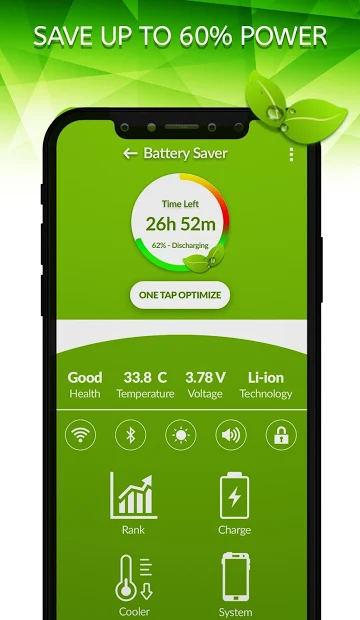 SAVE UP TO 60% POWER
Battery Saver
Time Left
26h 52m
62% - Discharging
ONE TAP OPTIMIZE
Good 33.8 C 3.78 V Li-ion
Health Temperature Voltage Technology
Rank Charge
Cooler System